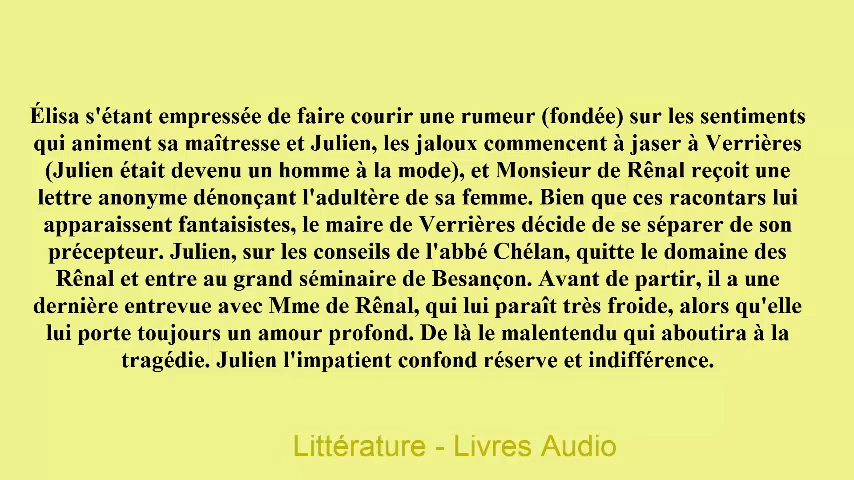 Élisa s'étant empressée de faire courir une rumeur (fondée) sur les sentiments
qui animent sa maîtresse et Julien, les jaloux commencent à jaser à Verrières
(Julien était devenu un homme à la mode), et Monsieur de Rênal reçoit une
lettre anonyme dénonçant l'adultère de sa femme. Bien que ces racontars lui
apparaissent fantaisistes, le maire de Verrières décide de se séparer de son
précepteur. Julien, sur les conseils de l'abbé Chélan, quitte le domaine des
Rênal et entre au grand séminaire de Besançon. Avant de partir, il a une
dernière entrevue avec Mme de Rênal, qui lui paraît très froide, alors qu'elle
lui porte toujours un amour profond. De là le malentendu qui aboutira à la
tragédie. Julien l'impatient confond réserve et indifférence.
Littérature - Livres Audio